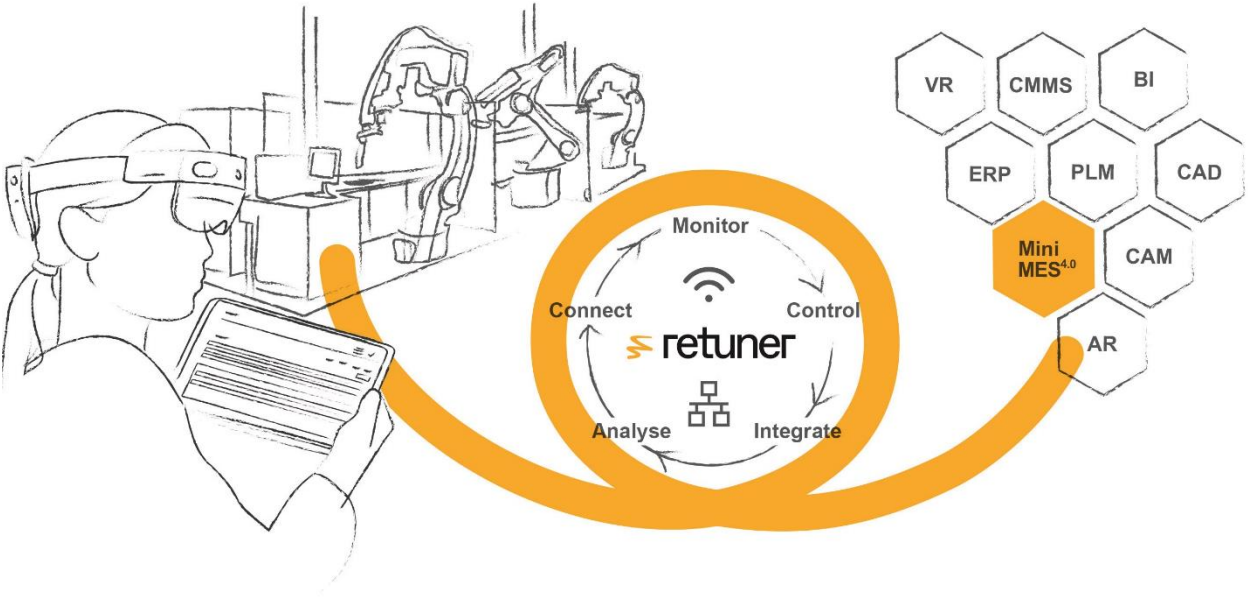 VR
CMMS
BI
ERP
PLM
CAD
Mini
MES4.0
CAM
AR
Monitor
Connect
Control
retuner
Analyse
Integrate